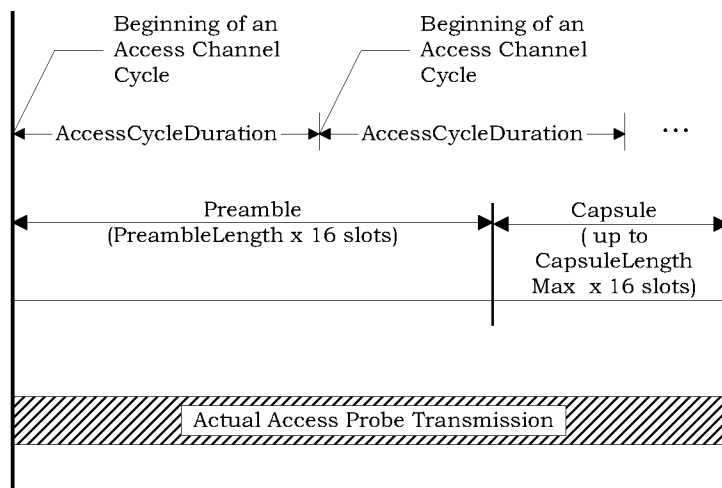 Beginning of an
Access Channel
Cycle
Beginning of an
Access Channel
Cycle
AccessCycleDuration
AccessCycleDuration
...
Preamble
(PreambleLength x 16 slots)
Capsule
( up to
CapsuleLength
Max x 16 slots)
Actual Access Probe Transmission